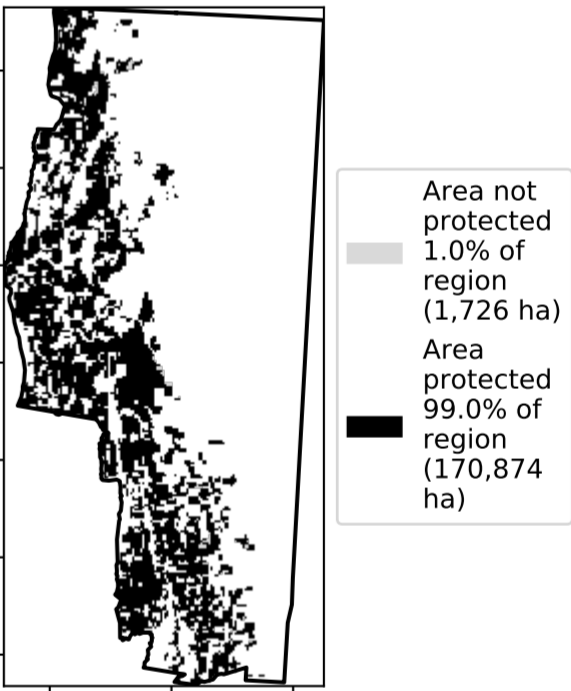 Area not
protected
1.0% of
region
(1,726 ha)
Area
protected
99.0% of
region
(170,874
ha)